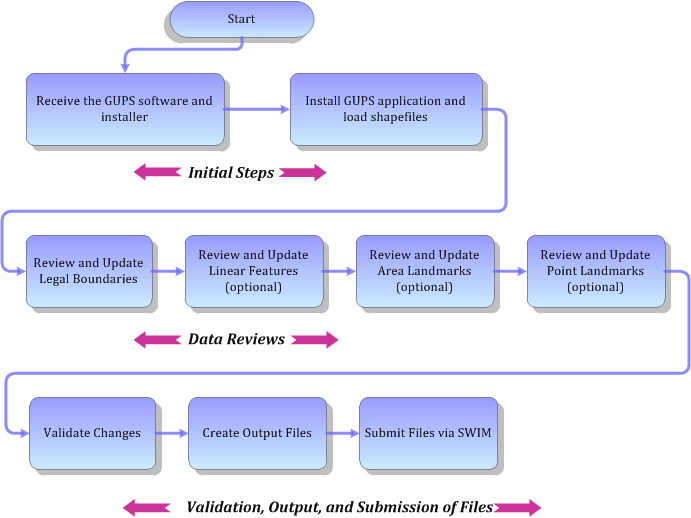 Start
Receive the GUPS software and
installer
Install GUPS application and
load shapefiles
Initial Steps
Review and Update
Legal Boundaries
Review and Update
Linear Features
(optional)
Review and Update
Area Landmarks
(optional)
Review and Update
Point Landmarks
(optional)
Data Reviews
Validate Changes
Create Output Files
Submit Files via SWIM
Validation, Output, and Submission of Files